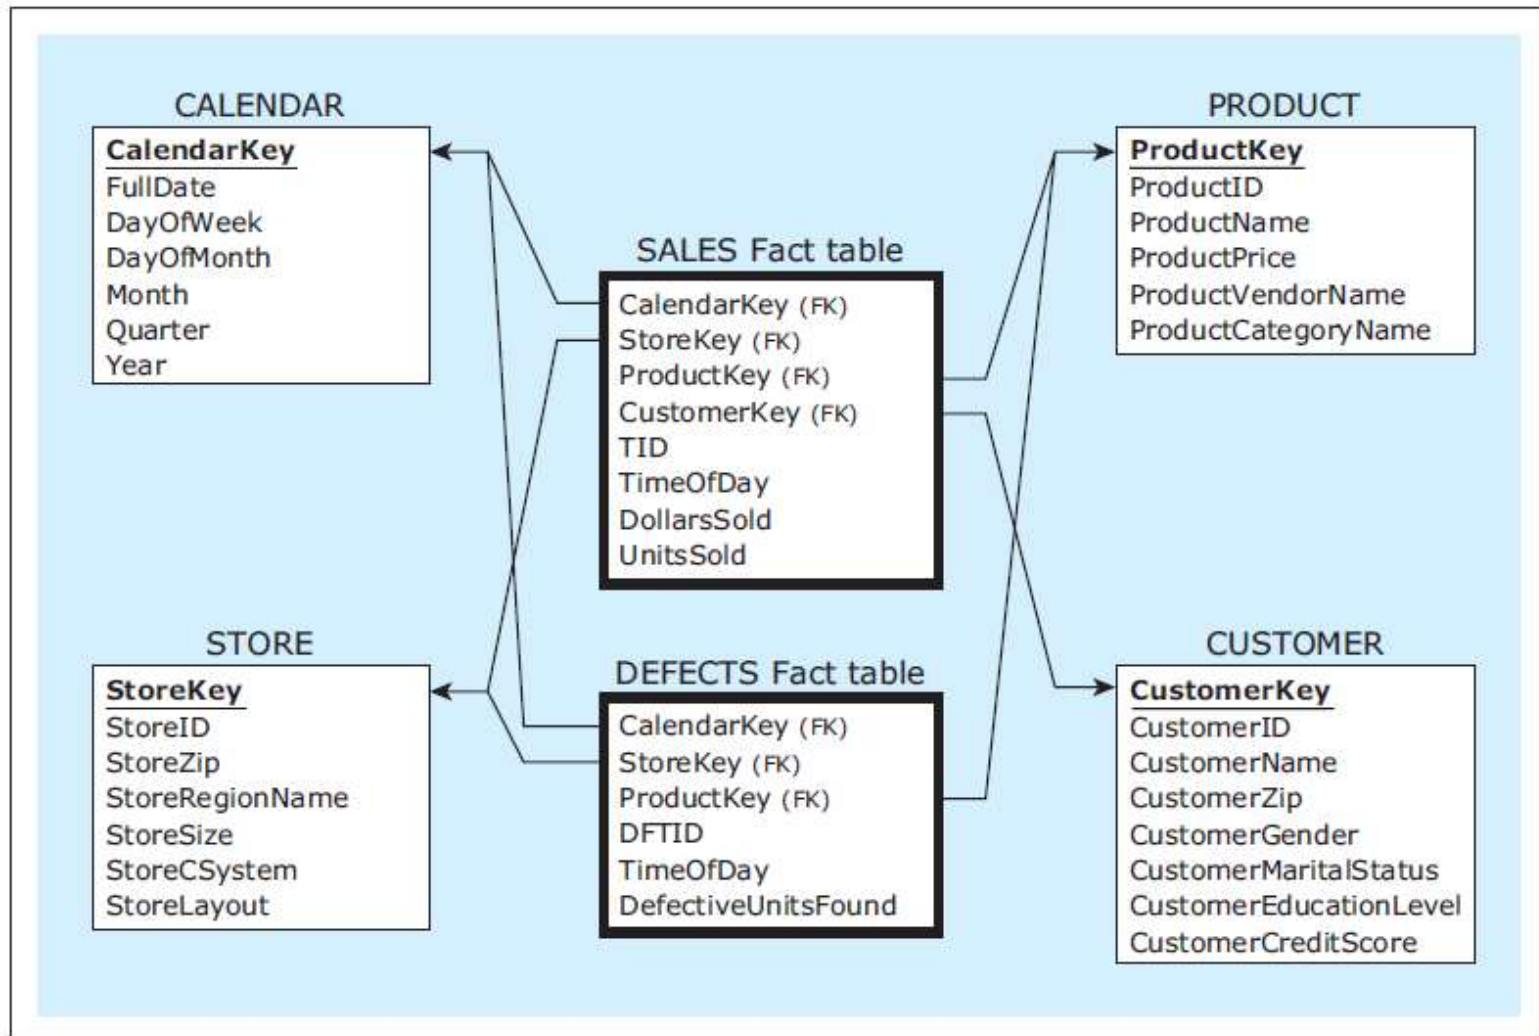 CALENDAR
CalendarKey
FullDate
DayOfWeek
DayOfMonth
Month
Quarter
Year
PRODUCT
ProductKey
ProductID
ProductName
ProductPrice
ProductVendorName
ProductCategoryName
SALES Fact table
CalendarKey (FK)
StoreKey (FK)
ProductKey (FK)
CustomerKey (FK)
TID
TimeOfDay
DollarsSold
UnitsSold
STORE
StoreKey
StoreID
StoreZip
StoreRegionName
StoreSize
StoreCSystem
StoreLayout
DEFECTS Fact table
CalendarKey (FK)
StoreKey (FK)
ProductKey (FK)
DFTID
TimeOfDay
DefectiveUnitsFound
CUSTOMER
CustomerKey
CustomerID
CustomerName
CustomerZip
CustomerGender
CustomerMaritalStatus
CustomerEducationLevel
CustomerCreditScore